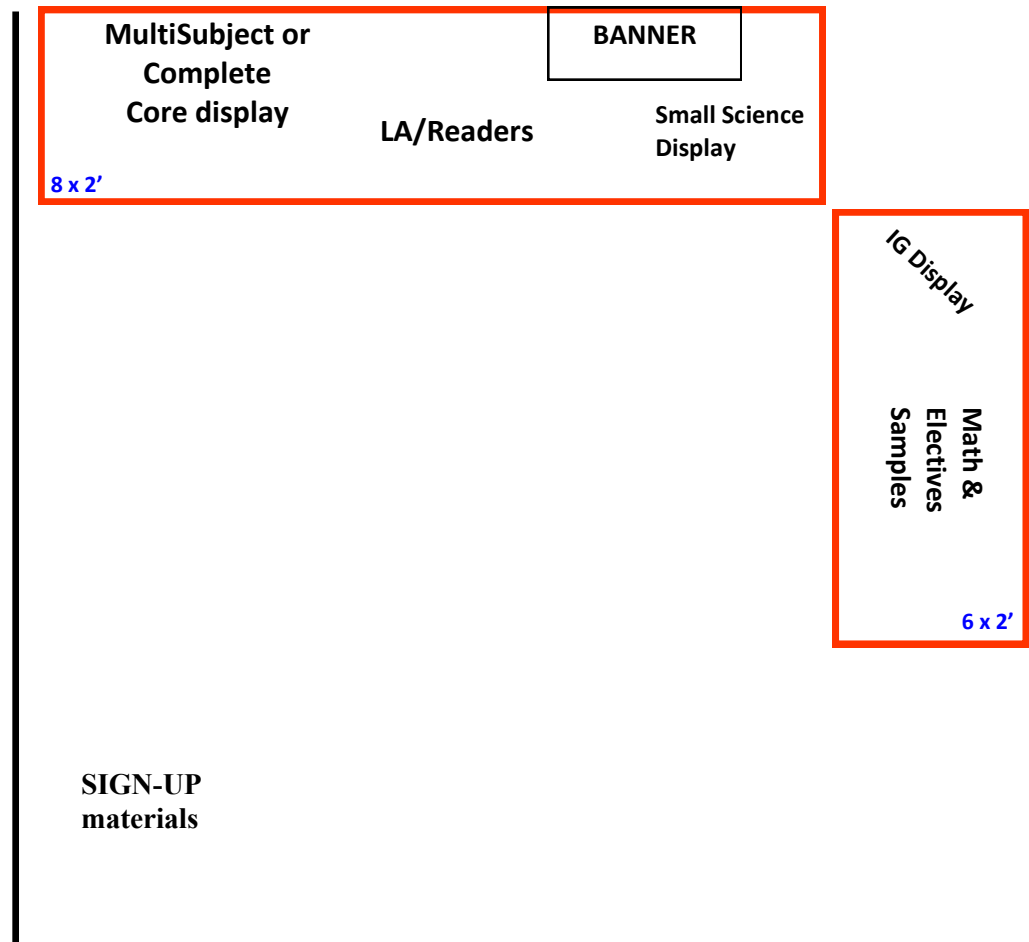 MultiSubject or
Complete
Core display
LA/Readers
BANNER
Small Science
Display
8 x 2’
IG Display
Math &
Electives
Samples
6 x 2’
SIGN-UP
materials